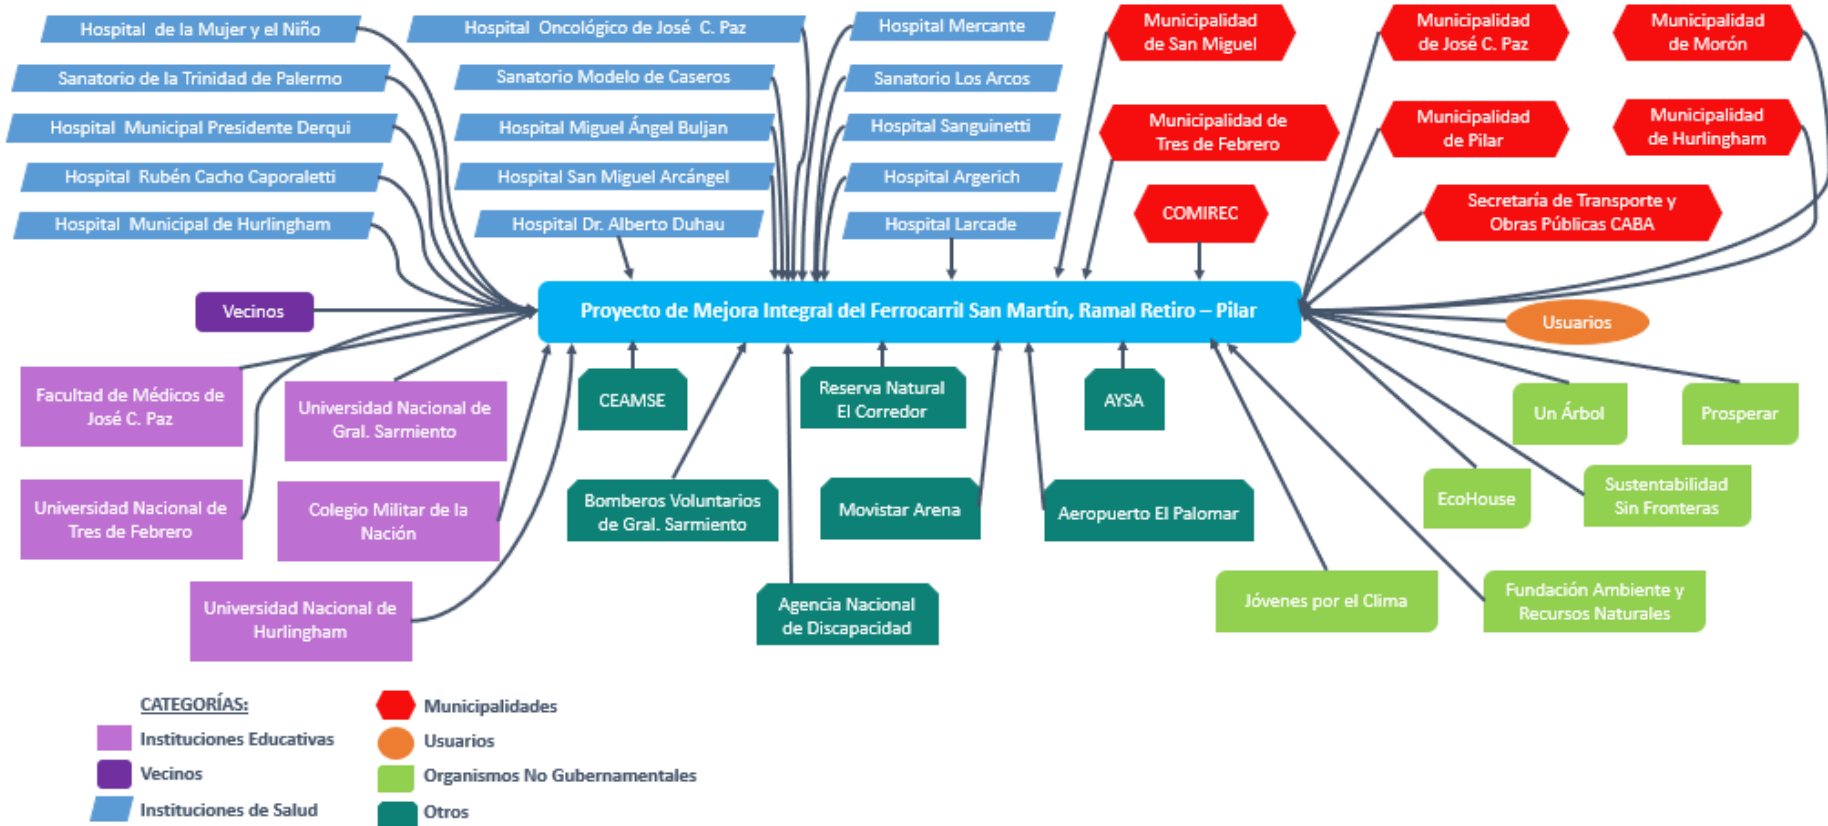 Hospital de la Mujer y el Niño
Hospital Oncológico de José C. Paz
Hospital Mercante
Municipalidad
de San Miguel
Municipalidad
de José C. Paz
Municipalidad
de Morón
Sanatorio de la Trinidad de Palermo
Sanatorio Modelo de Caseros
Sanatorio Los Arcos
Hospital Municipal Presidente Derqui
Hospital Miguel Ángel Buljan
Hospital Sanguinetti
Municipalidad de
Tres de Febrero
Municipalidad
de Pilar
Municipalidad
de Hurlingham
Hospital Rubén Cacho Caporaletti
Hospital San Miguel Arcángel
Hospital Argerich
Hospital Municipal de Hurlingham
Hospital Dr. Alberto Duhau
Hospital Larcade
COMIREC
Secretaría de Transporte y
Obras Públicas CABA
Vecinos
Proyecto de Mejora Integral del Ferrocarril San Martín, Ramal Retiro – Pilar
Usuarios
Facultad de Médicos de
José C. Paz
Universidad Nacional de
Gral. Sarmiento
CEAMSE
Reserva Natural
El Corredor
AYSA
Un Árbol
Prosperar
Universidad Nacional de
Tres de Febrero
Colegio Militar de la
Nación
Bomberos Voluntarios
de Gral. Sarmiento
Movistar Arena
Aeropuerto El Palomar
EcoHouse
Sustentabilidad
Sin Fronteras
Universidad Nacional de
Hurlingham
Agencia Nacional
de Discapacidad
Jóvenes por el Clima
Fundación Ambiente y
Recursos Naturales
CATEGORÍAS:
Instituciones Educativas
Vecinos
Instituciones de Salud
Municipalidades
Usuarios
Organismos No Gubernamentales
Otros